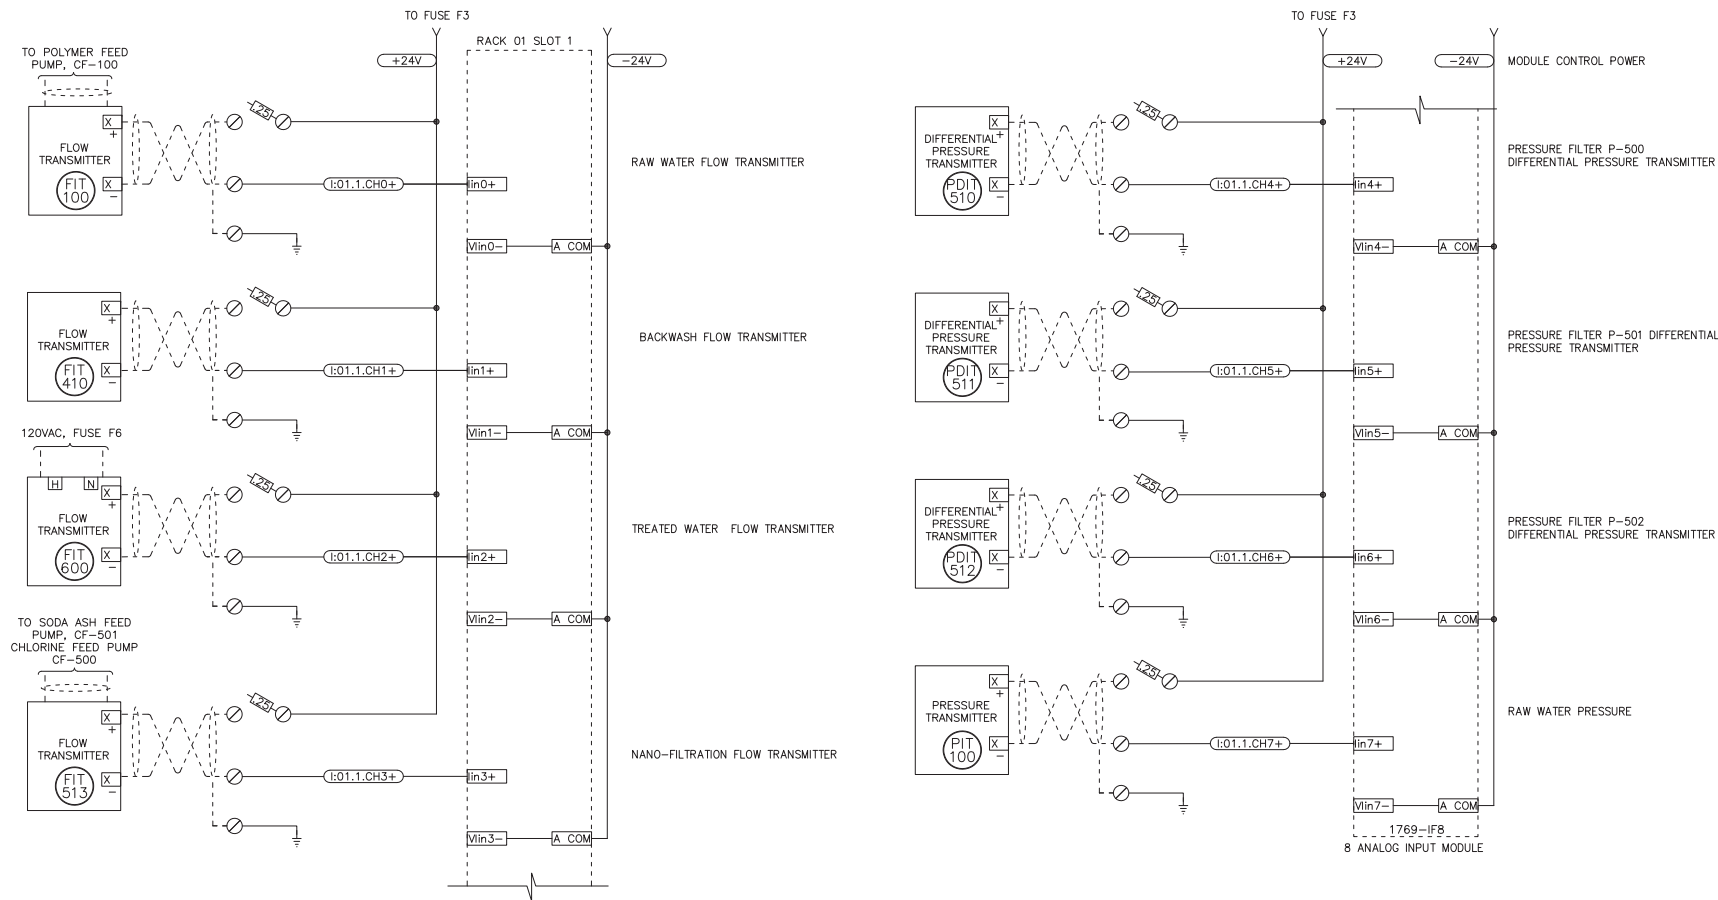 TO FUSE F3
RACK 01 SLOT 1
+24V
-24V
TO POLYMER FEED
PUMP, CF-100
X
+
FLOW
TRANSMITTER
FIT
100
X
-
.25
I:01.1.CH0+
Iin0+
VIin0-
A COM
RAW WATER FLOW TRANSMITTER
X
+
FLOW
TRANSMITTER
FIT
410
X
-
.25
I:01.1.CH1+
Iin1+
VIin1-
A COM
BACKWASH FLOW TRANSMITTER
120VAC, FUSE F6
H
N
X
+
FLOW
TRANSMITTER
FIT
600
X
-
.25
I:01.1.CH2+
Iin2+
VIin2-
A COM
TREATED WATER FLOW TRANSMITTER
TO SODA ASH FEED
PUMP, CF-501
CHLORINE FEED PUMP
CF-500
X
+
FLOW
TRANSMITTER
FIT
513
X
-
.25
I:01.1.CH3+
Iin3+
VIin3-
A COM
NANO-FILTRATION FLOW TRANSMITTER
TO FUSE F3
+24V
-24V
MODULE CONTROL POWER
X
+
DIFFERENTIAL
PRESSURE
TRANSMITTER
PDIT
510
X
-
.25
I:01.1.CH4+
Iin4+
VIin4-
A COM
PRESSURE FILTER P-500
DIFFERENTIAL PRESSURE TRANSMITTER
X
+
DIFFERENTIAL
PRESSURE
TRANSMITTER
PDIT
511
X
-
.25
I:01.1.CH5+
Iin5+
VIin5-
A COM
PRESSURE FILTER P-501 DIFFERENTIAL
PRESSURE TRANSMITTER
X
+
DIFFERENTIAL
PRESSURE
TRANSMITTER
PDIT
512
X
-
.25
I:01.1.CH6+
Iin6+
VIin6-
A COM
PRESSURE FILTER P-502
DIFFERENTIAL PRESSURE TRANSMITTER
X
+
PRESSURE
TRANSMITTER
PIT
100
X
-
.25
I:01.1.CH7+
Iin7+
VIin7-
A COM
RAW WATER PRESSURE
1769-IF8
8 ANALOG INPUT MODULE